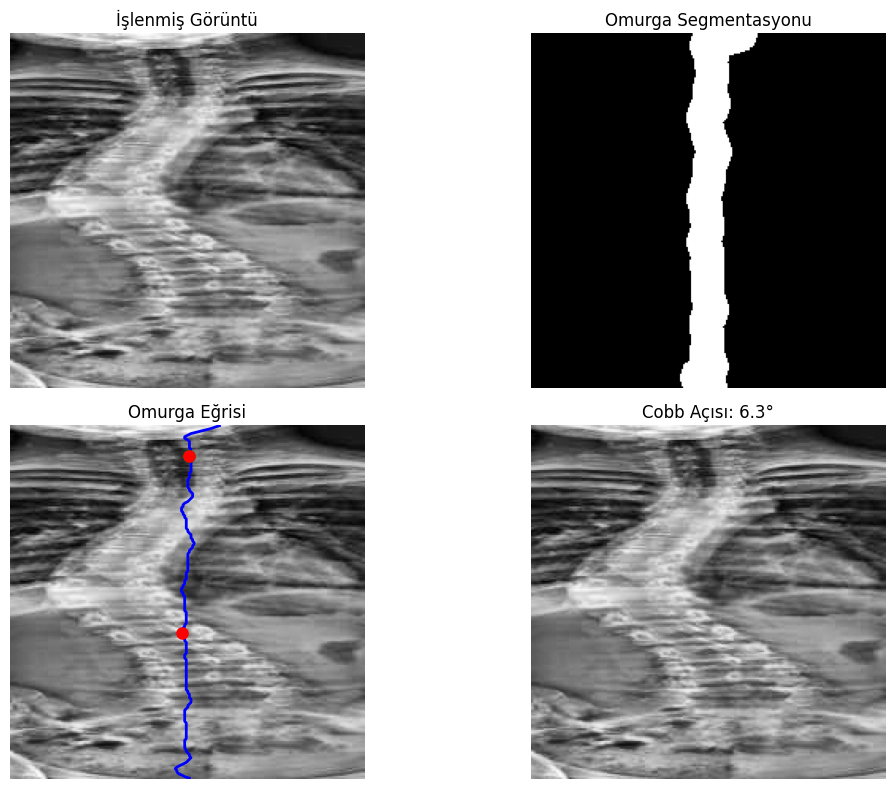 İşlenmiş Görüntü
Omurga Segmentasyonu
Omurga Eğrisi
Cobb Açısı: 6.3°